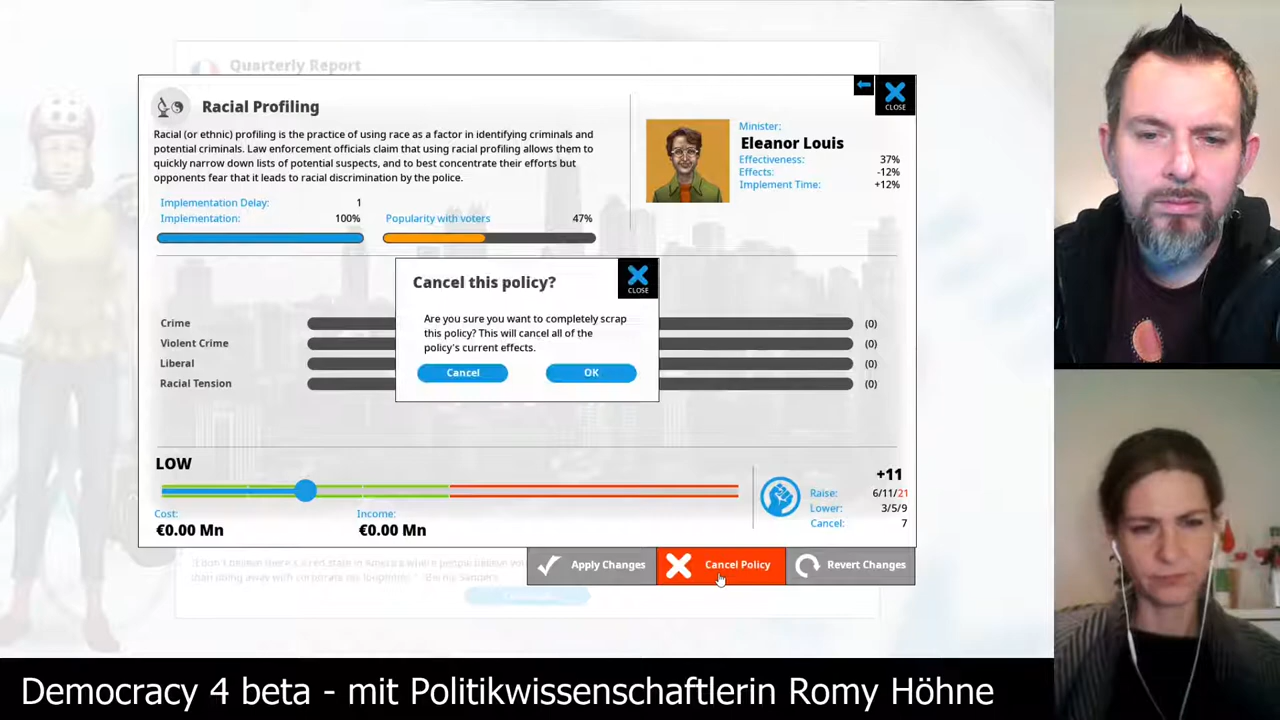 Quarterly Report
CLOSE
Racial Profiling
Racial (or ethnic) profiling is the practice of using race as a factor in identifying criminals and
potential criminals. Law enforcement officials claim that using racial profiling allows them to
quickly narrow down lists of potential suspects, and to best concentrate their efforts but
opponents fear that it leads to racial discrimination by the police.
Minister:
Eleanor Louis
Effectiveness: 37%
Effects: -12%
Implement Time: +12%
Implementation Delay: 1
Implementation: 100%
Popularity with voters 47%
Cancel this policy?
CLOSE
Are you sure you want to completely scrap
this policy? This will cancel all of the
policy's current effects.
Cancel OK
Crime (0)
Violent Crime (0)
Liberal (0)
Racial Tension (0)
LOW
Cost:
€0.00 Mn
Income:
€0.00 Mn
+11
Raise: 6/11/21
Lower: 3/5/9
Cancel: 7
Apply Changes Cancel Policy Revert Changes
Democracy 4 beta - mit Politikwissenschaftlerin Romy Höhne